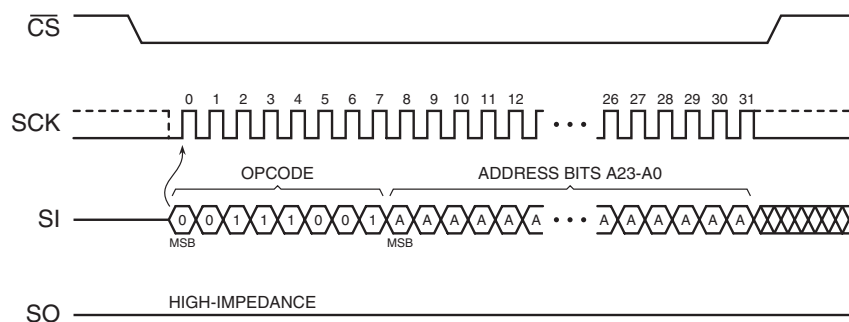 CS
0 1 2 3 4 5 6 7 8 9 10 11 12 26 27 28 29 30 31
SCK
OPCODE ADDRESS BITS A23-A0
SI 0 0 1 1 1 0 0 1 A A A A A A A A A A A A
MSB MSB
HIGH-IMPEDANCE
SO